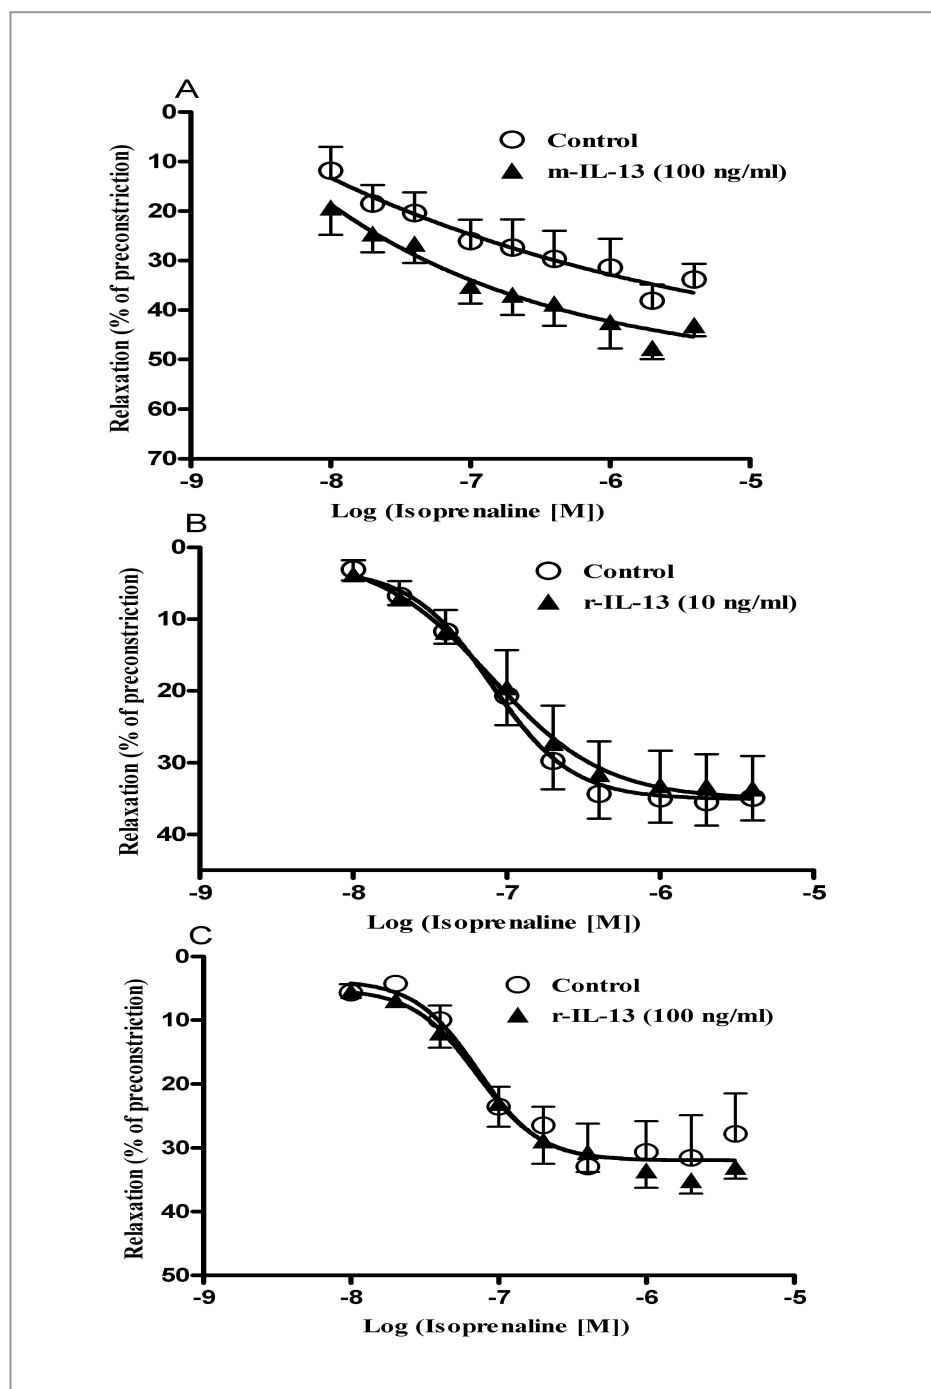 A
0
10
20
30
40
50
60
70
Relaxation (% of preconstriction)
Control
m-IL-13 (100 ng/ml)
-9 -8 -7 -6 -5
Log (Isoprenaline [M])
B
0
10
20
30
40
Relaxation (% of preconstriction)
Control
r-IL-13 (10 ng/ml)
-9 -8 -7 -6 -5
Log (Isoprenaline [M])
C
0
10
20
30
40
50
Relaxation (% of preconstriction)
Control
r-IL-13 (100 ng/ml)
-9 -8 -7 -6 -5
Log (Isoprenaline [M])